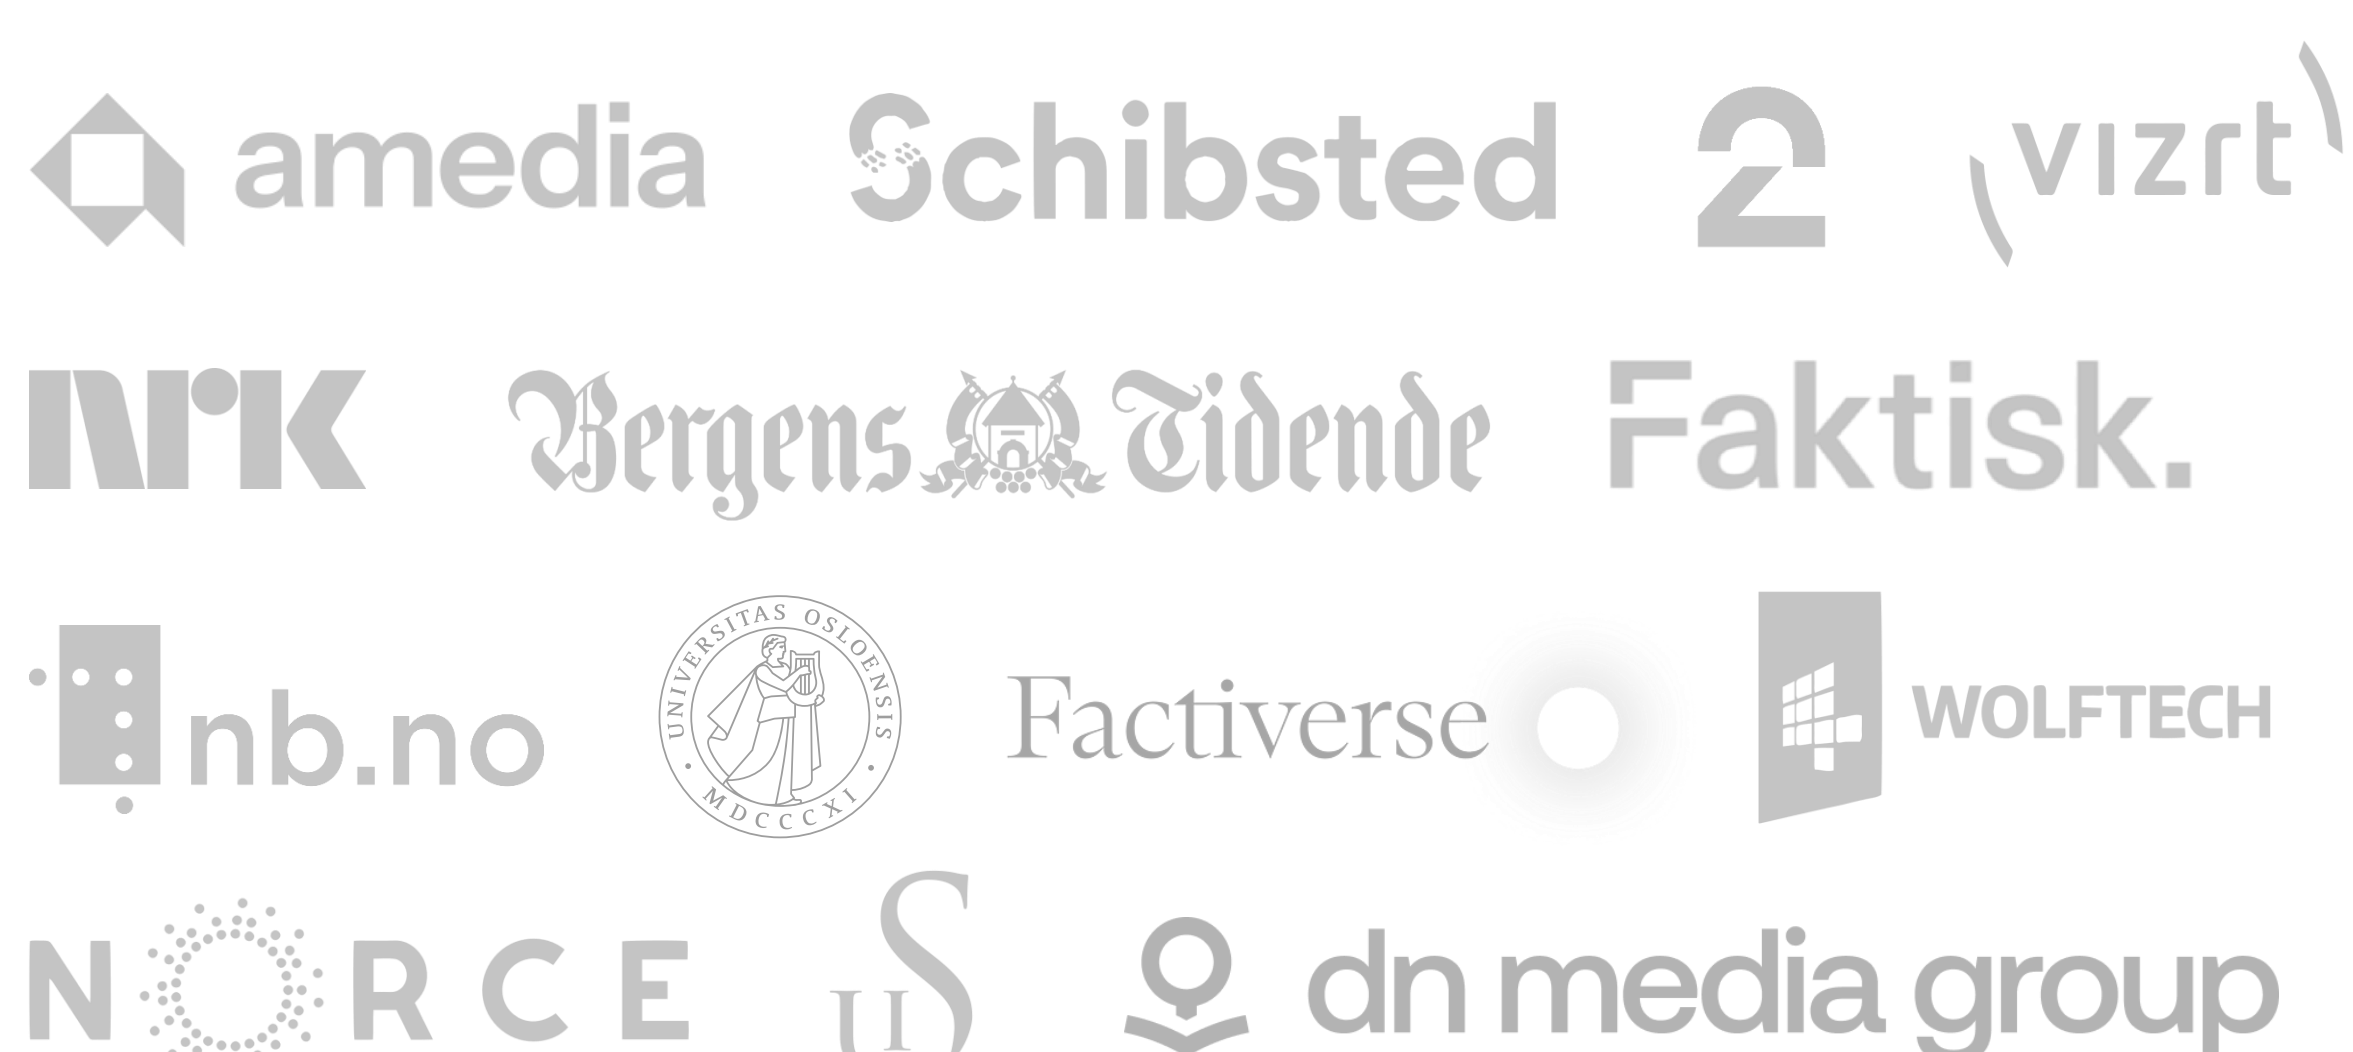 amedia Schibsted 2 vizrt
nrk Bergens Tidende Faktisk.
nb.no UNIVERSITAS OSLOENSIS MDCCCXI Factiverse WOLFTECH
NORCE uS dn media group